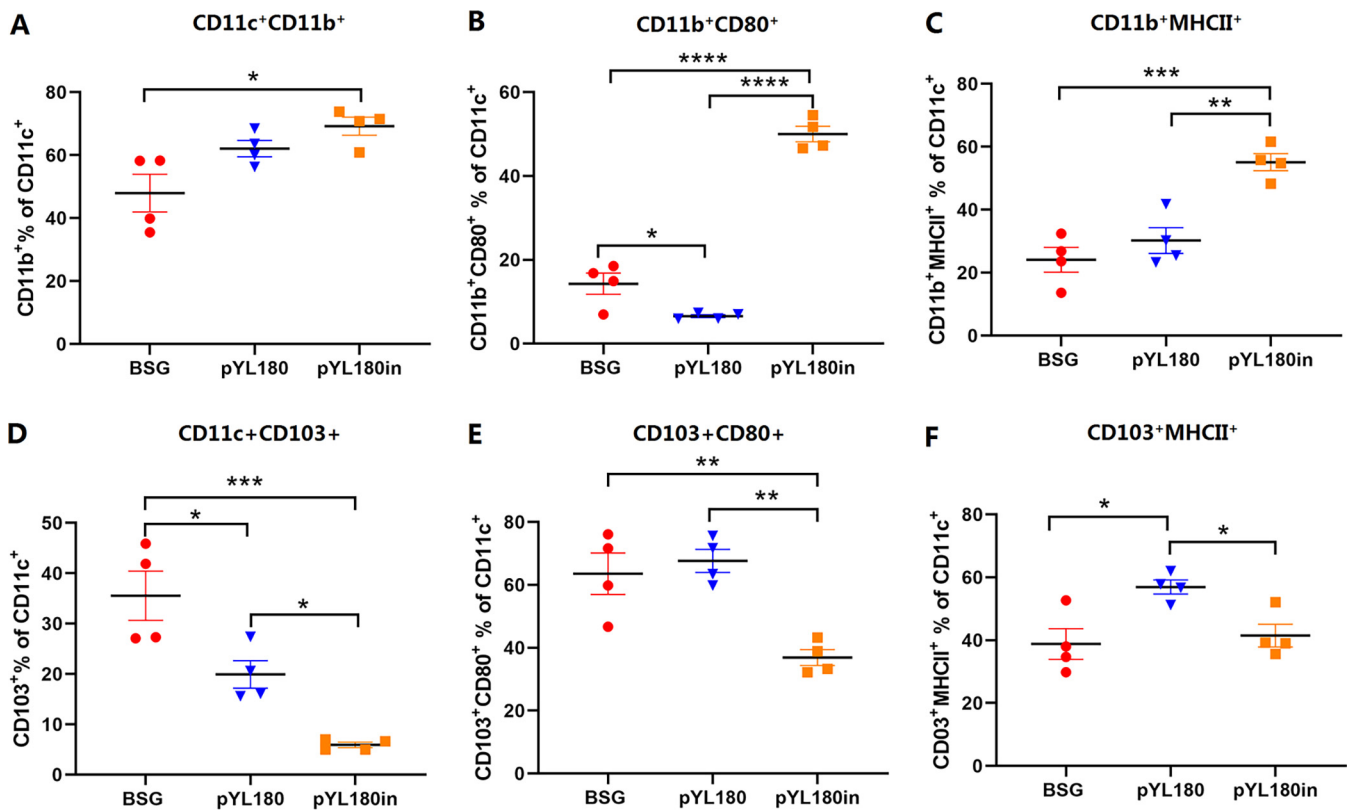 A
CD11c⁺CD11b⁺
*
CD11b⁺% of CD11c⁺
80
60
40
20
0
BSG pYL180 pYL180in
B
CD11b⁺CD80⁺
****
****
*
CD11b⁺CD80⁺ % of CD11c⁺
60
40
20
0
BSG pYL180 pYL180in
C
CD11b⁺MHCII⁺
***
**
CD11b⁺MHCII⁺ % of CD11c⁺
80
60
40
20
0
BSG pYL180 pYL180in
D
CD11c+CD103+
***
*
*
CD103⁺% of CD11c⁺
50
40
30
20
10
0
BSG pYL180 pYL180in
E
CD103+CD80+
**
**
CD103⁺CD80⁺ % of CD11c⁺
80
60
40
20
0
BSG pYL180 pYL180in
F
CD103⁺MHCII⁺
*
*
CD03⁺MHCII⁺ % of CD11c⁺
80
60
40
20
0
BSG pYL180 pYL180in